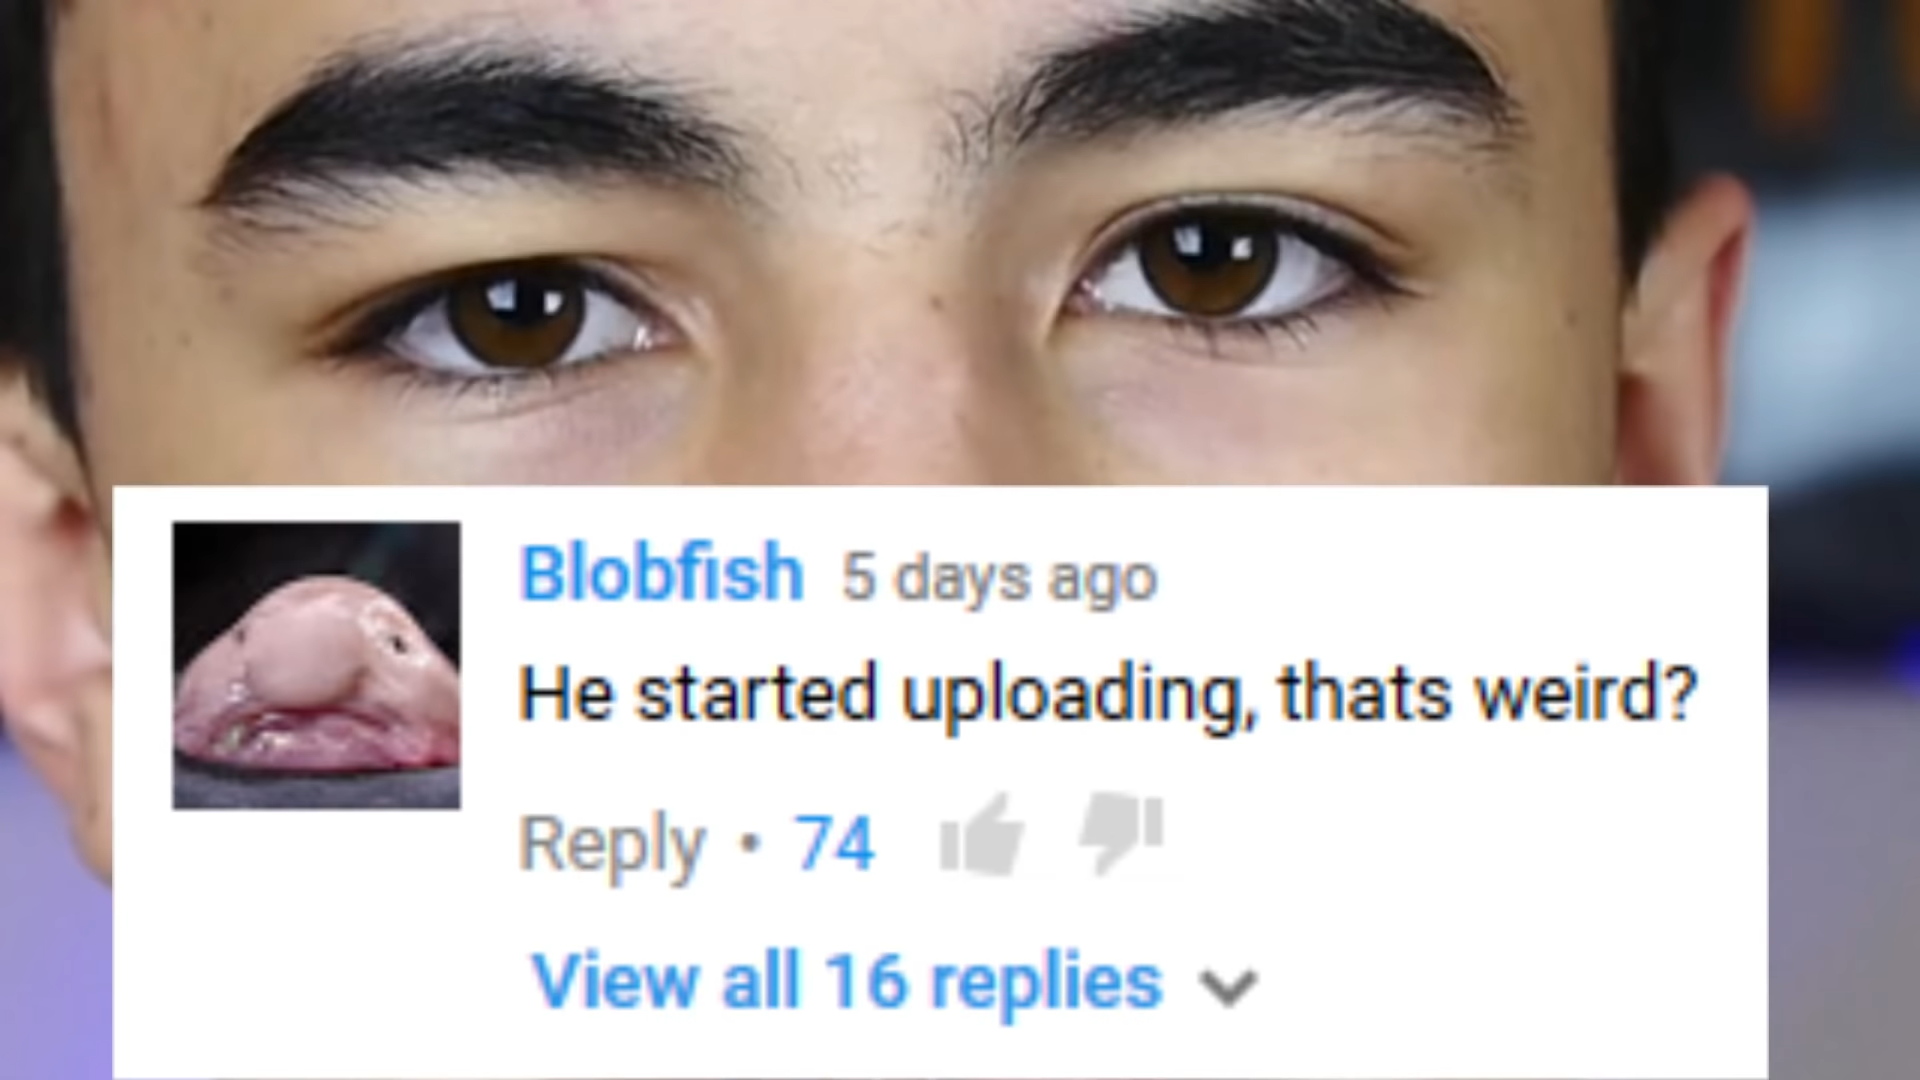 Blobfish 5 days ago
He started uploading, thats weird?
Reply • 74
View all 16 replies